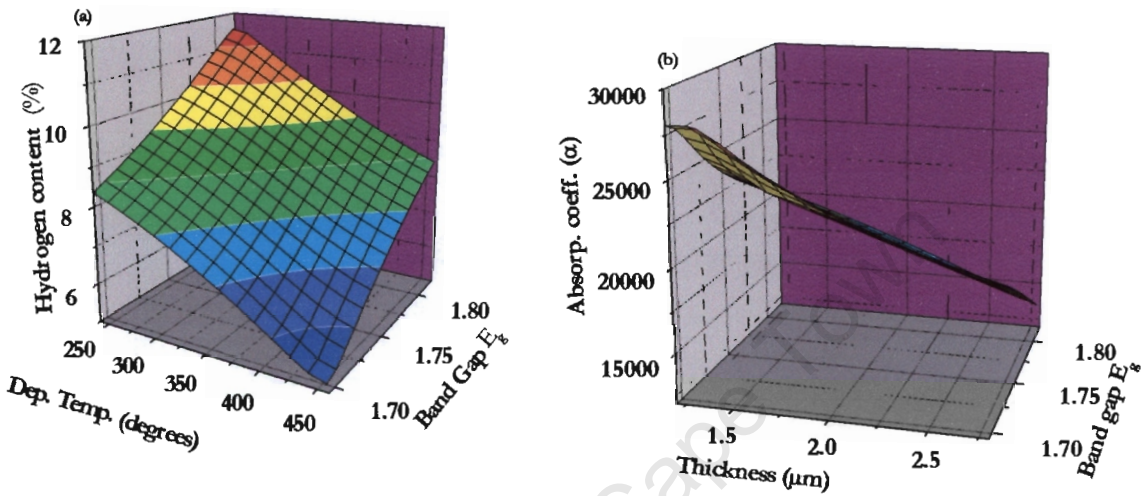 (a)
12
10
8
6
Hydrogen content (%)
250
300
350
400
450
Dep. Temp. (degrees)
1.70
1.75
1.80
Band Gap Eg
(b)
30000
25000
20000
15000
Absorp. coeff. (α)
1.5
2.0
2.5
Thickness (μm)
1.70
1.75
1.80
Band gap Eg
Cape Town